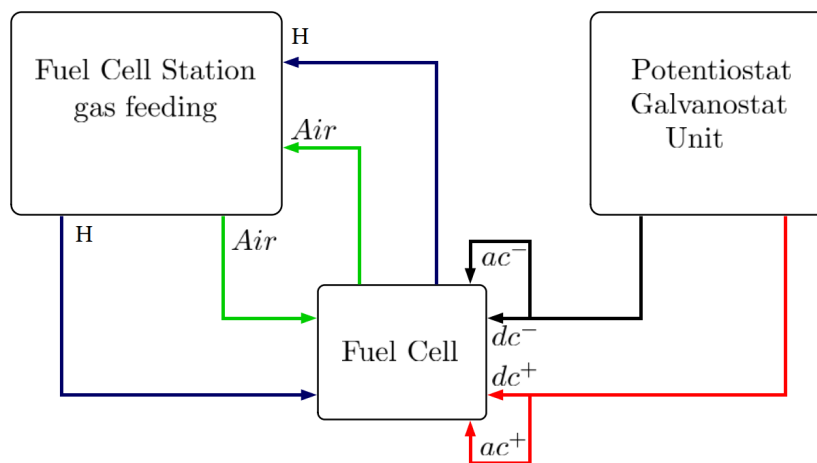 H
Fuel Cell Station
gas feeding
Potentiostat
Galvanostat
Unit
Air
H
Air
ac⁻
dc⁻
Fuel Cell
dc⁺
ac⁺